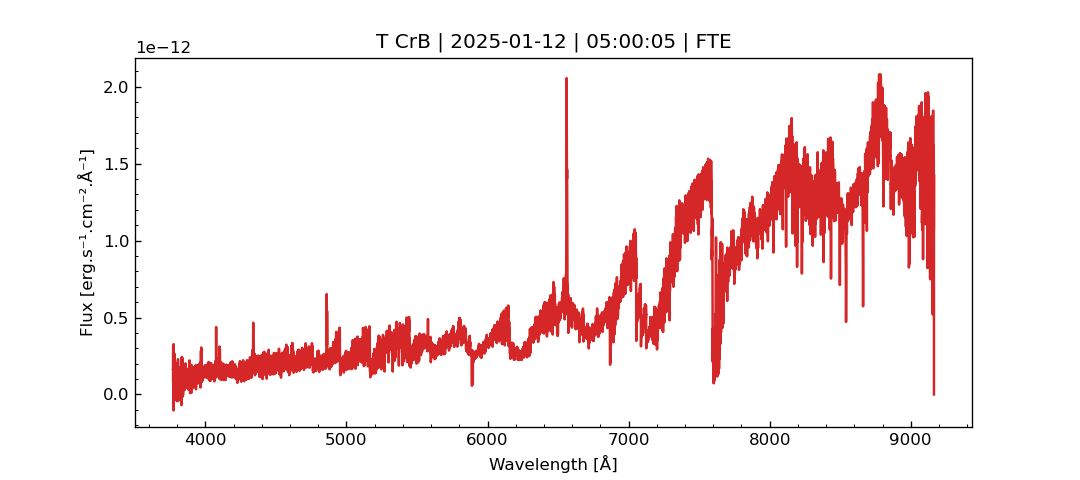 T CrB | 2025-01-12 | 05:00:05 | FTE
1e−12
2.0
1.5
1.0
0.5
0.0
Flux [erg.s⁻¹.cm⁻².Å⁻¹]
4000 5000 6000 7000 8000 9000
Wavelength [Å]